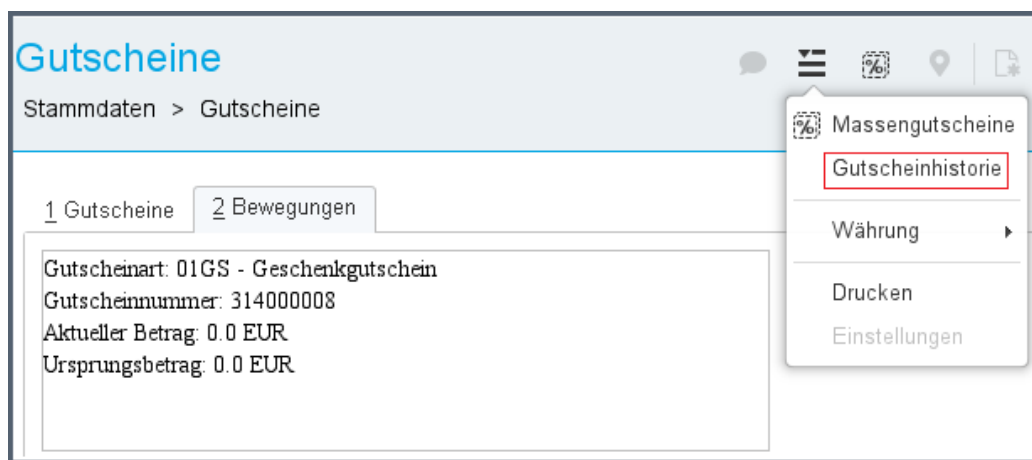 Gutscheine
Stammdaten > Gutscheine
Massengutscheine
Gutscheinhistorie
Währung
Drucken
Einstellungen
1 Gutscheine
2 Bewegungen
Gutscheinart: 01GS - Geschenkgutschein
Gutscheinnummer: 314000008
Aktueller Betrag: 0.0 EUR
Ursprungsbetrag: 0.0 EUR